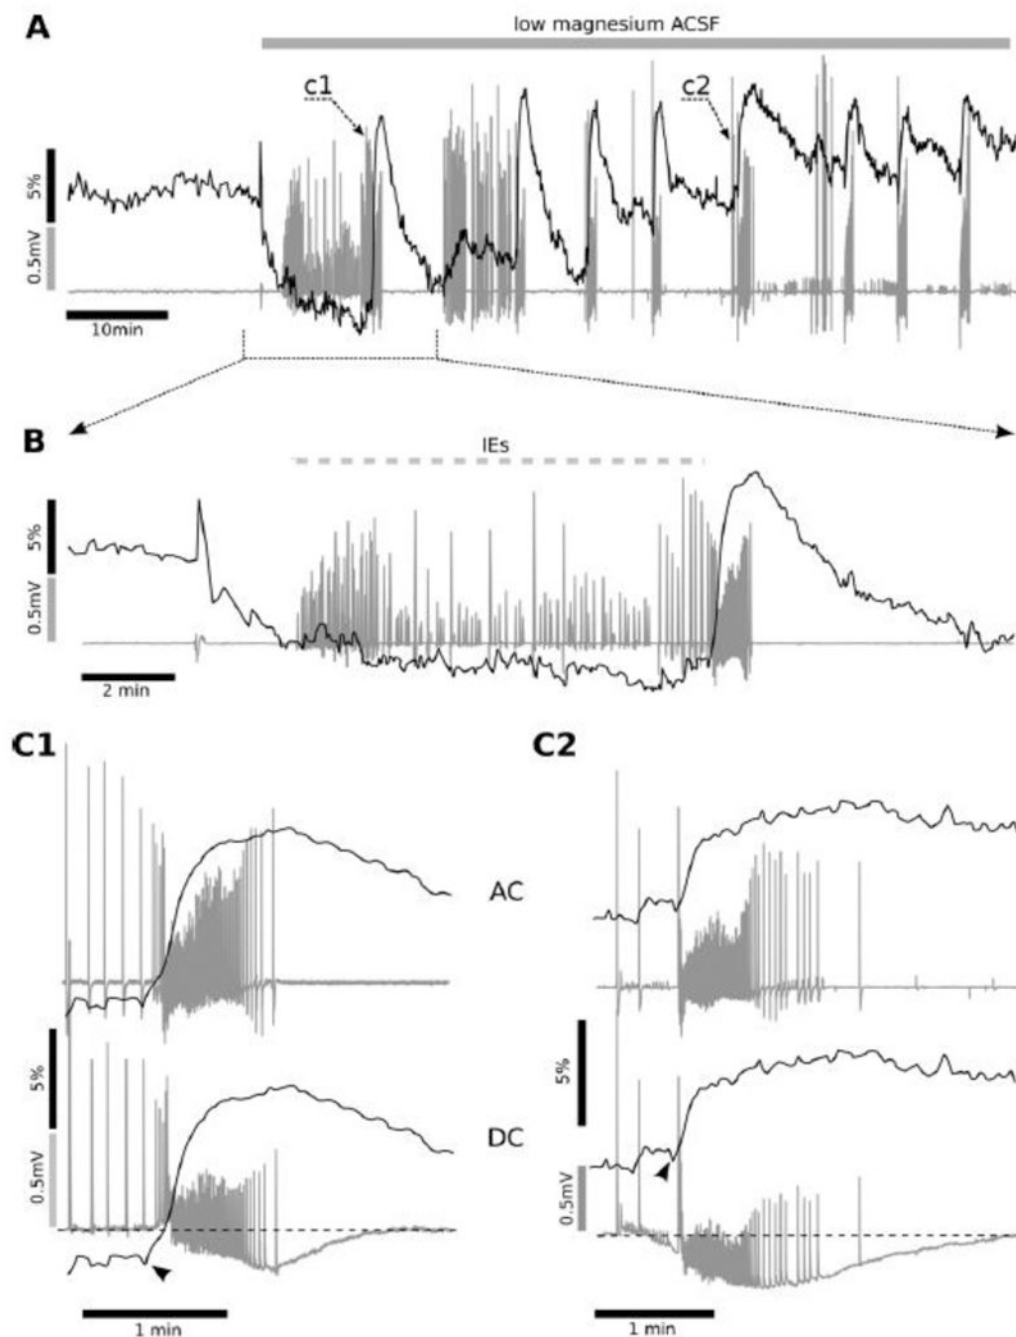 A
low magnesium ACSF
c1
c2
5%
0.5mV
10min
B
IEs
5%
0.5mV
2 min
C1
C2
AC
5%
0.5mV
DC
5%
0.5mV
1 min
1 min